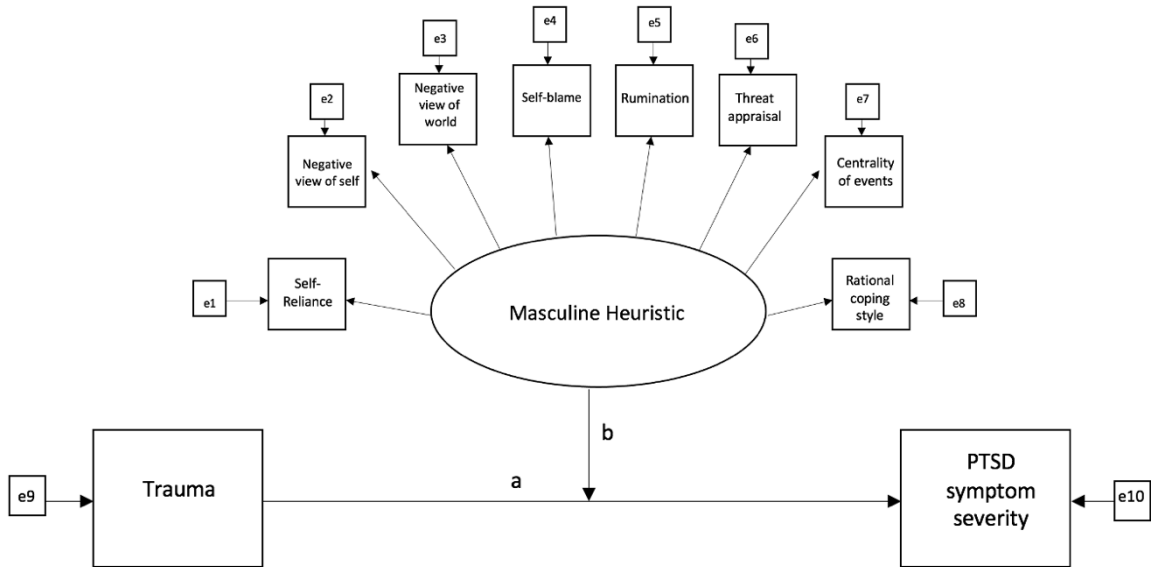 e4
e5
e3
e6
e2
e7
Negative
view of
world
Self-blame
Rumination
Threat
appraisal
Negative
view of self
Centrality
of events
e1
Self-
Reliance
Masculine Heuristic
Rational
coping
style
e8
b
e9
Trauma
a
PTSD
symptom
severity
e10